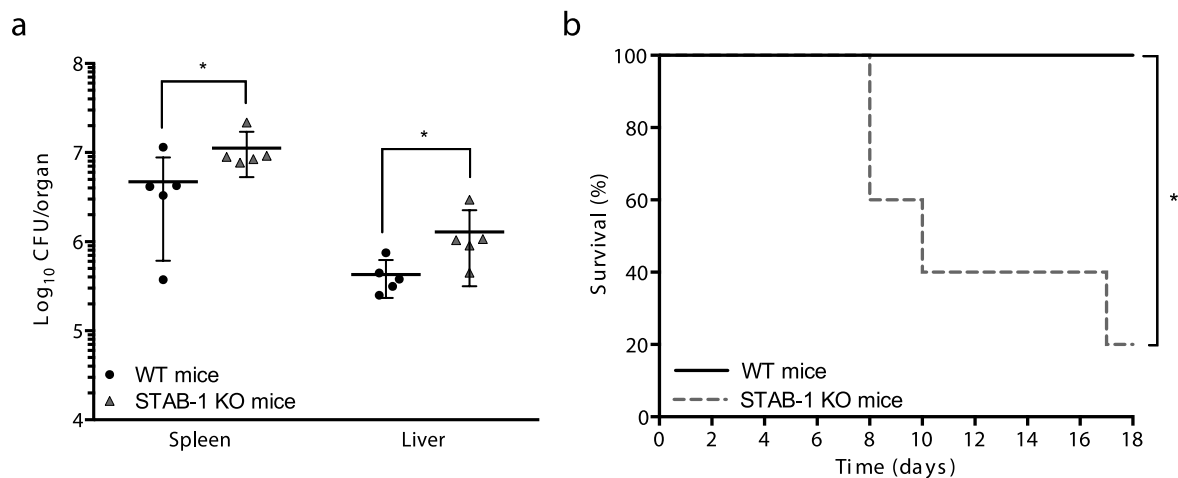 a
Log10 CFU/organ
8
7
6
5
4
*
*
WT mice
STAB-1 KO mice
Spleen
Liver
b
Survival (%)
100
80
60
40
20
0
*
WT mice
STAB-1 KO mice
0 2 4 6 8 10 12 14 16 18
Time (days)